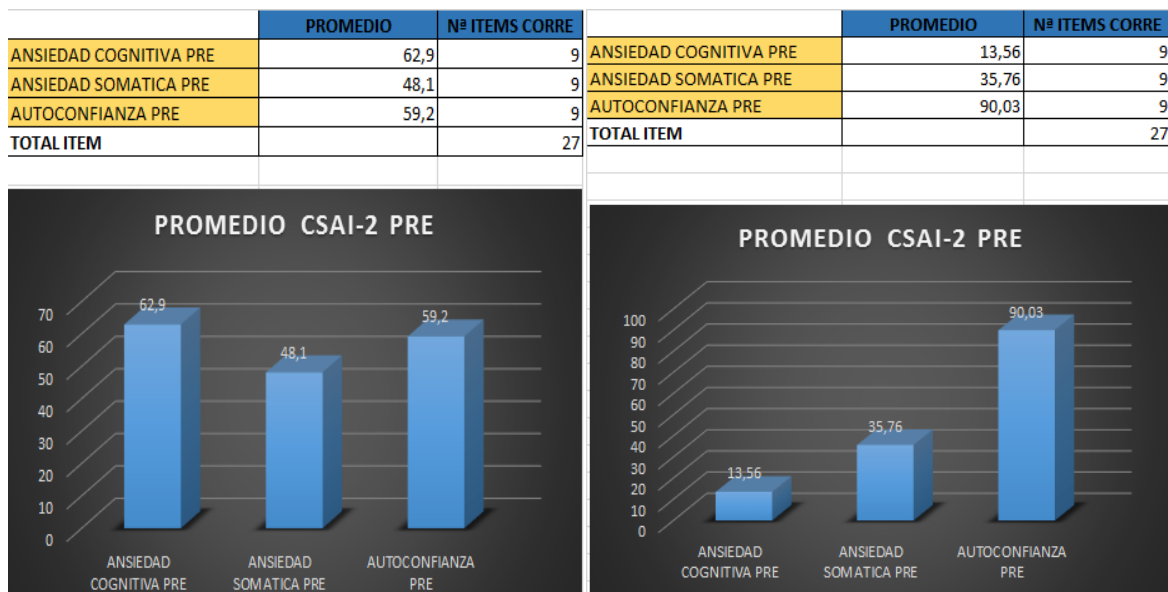 PROMEDIO Nª ITEMS CORRE
ANSIEDAD COGNITIVA PRE 62,9 9
ANSIEDAD SOMATICA PRE 48,1 9
AUTOCONFIANZA PRE 59,2 9
TOTAL ITEM 27
PROMEDIO CSAI-2 PRE
70
60
50
40
30
20
10
0
62,9
48,1
59,2
ANSIEDAD
COGNITIVA PRE
ANSIEDAD
SOMATICA PRE
AUTOCONFIANZA
PRE
PROMEDIO Nª ITEMS CORRE
ANSIEDAD COGNITIVA PRE 13,56 9
ANSIEDAD SOMATICA PRE 35,76 9
AUTOCONFIANZA PRE 90,03 9
TOTAL ITEM 27
PROMEDIO CSAI-2 PRE
100
90
80
70
60
50
40
30
20
10
0
13,56
35,76
90,03
ANSIEDAD
COGNITIVA PRE
ANSIEDAD
SOMATICA PRE
AUTOCONFIANZA
PRE